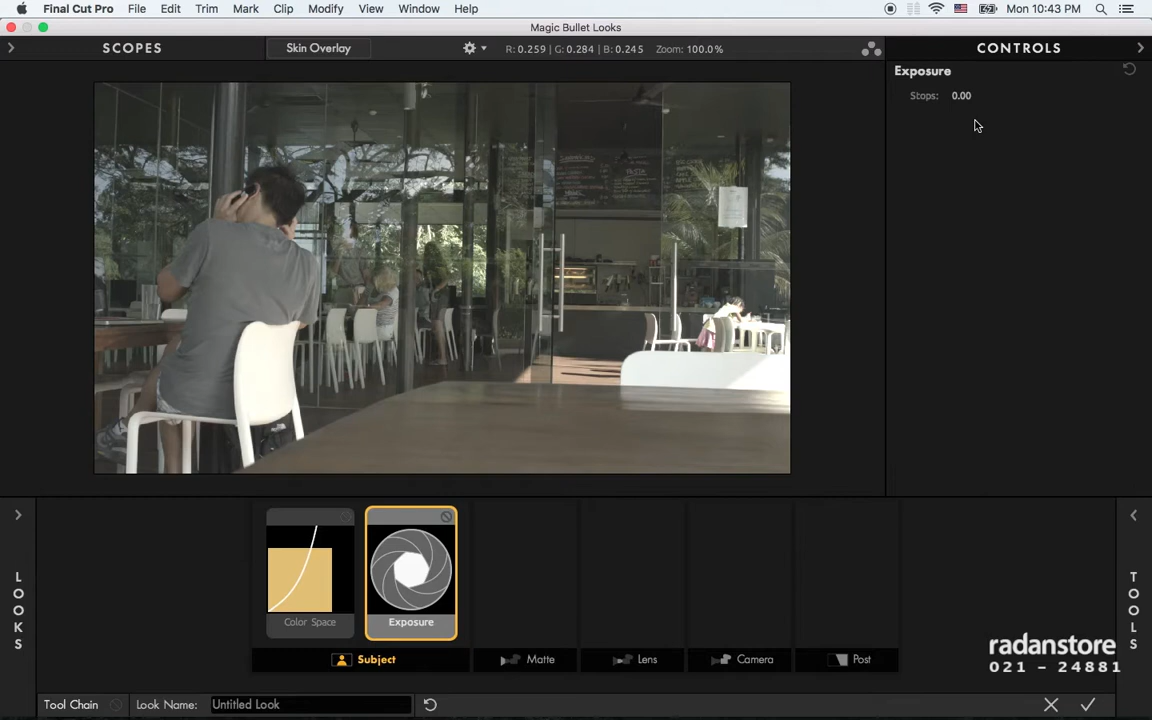 Final Cut Pro File Edit Trim Mark Clip Modify View Window Help Mon 10:43 PM
Magic Bullet Looks
SCOPES Skin Overlay R: 0.259 | G: 0.284 | B: 0.245 Zoom: 100.0% CONTROLS
Exposure
Stops: 0.00
LOOKS
TOOLS
Color Space Exposure
Subject Matte Lens Camera Post
radanstore
021 - 24881
Tool Chain Look Name: Untitled Look